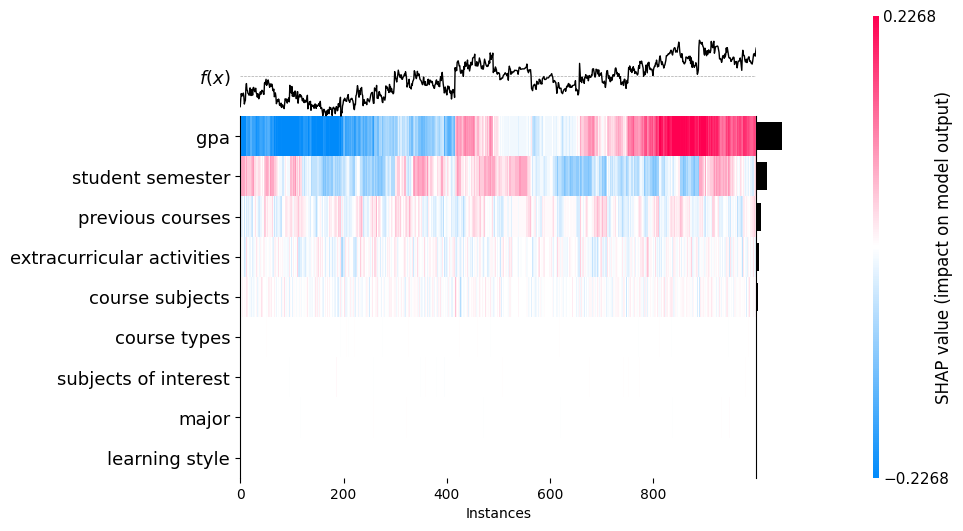 0.2268
f(x)
gpa
student semester
previous courses
extracurricular activities
course subjects
course types
subjects of interest
major
learning style
0 200 400 600 800
Instances
SHAP value (impact on model output)
−0.2268